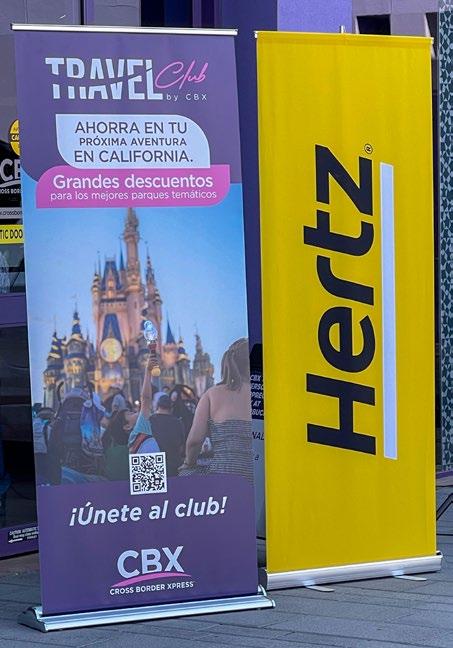 TRAVEL Club
by CBX
AHORRA EN TU
PRÓXIMA AVENTURA
EN CALIFORNIA.
Grandes descuentos
para los mejores parques temáticos
¡Únete al club!
CBX
CROSS BORDER XPRESS
Hertz®